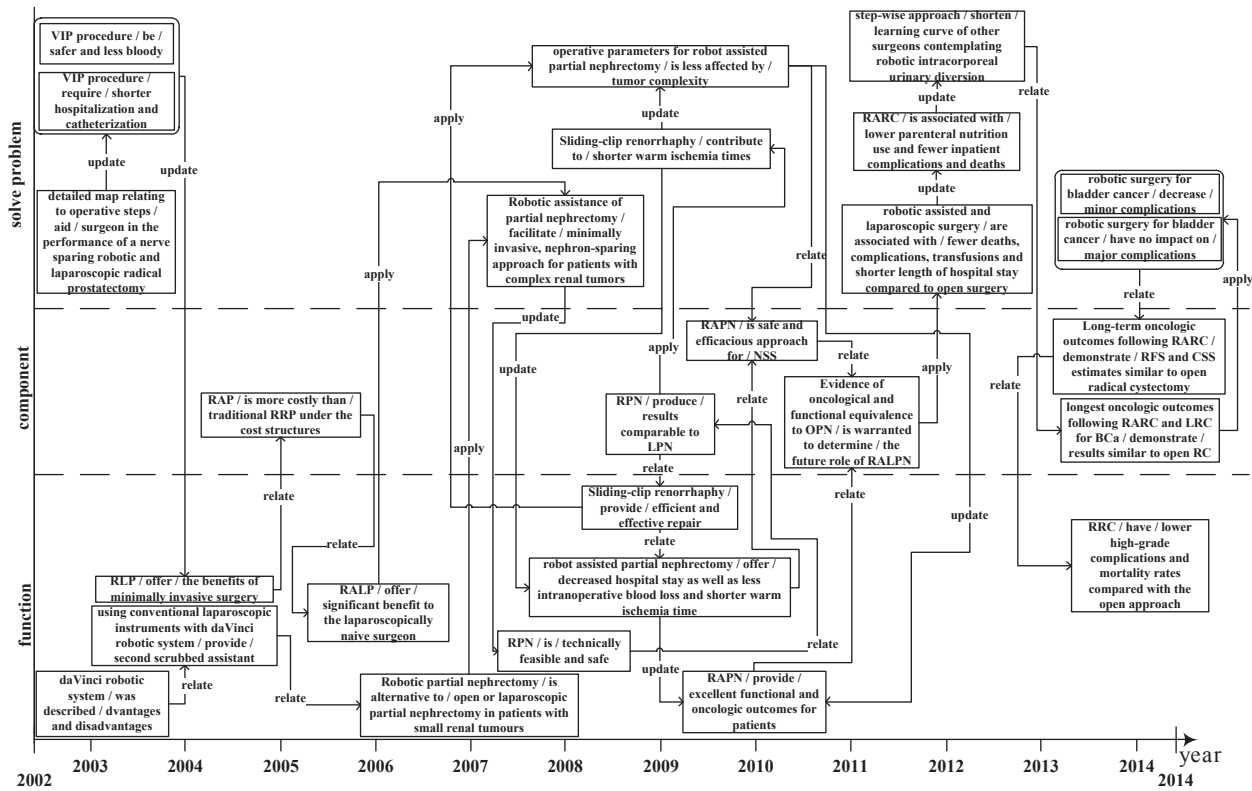 VIP procedure / be /
safer and less bloody
VIP procedure /
require / shorter
hospitalization and
catheterization
update
detailed map relating
to operative steps /
aid / surgeon in the
performance of a nerve
sparing robotic and
laparoscopic radical
prostatectomy
update
solve problem
apply
apply
operative parameters for robot assisted
partial nephrectomy / is less affected by /
tumor complexity
update
Sliding-clip renorrhaphy / contribute
to / shorter warm ischemia times
Robotic assistance of
partial nephrectomy /
facilitate / minimally
invasive, nephron-sparing
approach for patients with
complex renal tumors
relate
step-wise approach / shorten /
learning curve of other
surgeons contemplating
robotic intracorporeal
urinary diversion
relate
update
RARC / is associated with /
lower parenteral nutrition
use and fewer inpatient
complications and deaths
update
robotic assisted and
laparoscopic surgery / are
associated with / fewer deaths,
complications, transfusions and
shorter length of hospital stay
compared to open surgery
robotic surgery for
bladder cancer / decrease /
minor complications
robotic surgery for bladder
cancer / have no impact on /
major complications
relate
apply
component
RAP / is more costly than /
traditional RRP under the
cost structures
relate
relate
apply
update
update
apply
RPN / produce /
results
comparable to
LPN
relate
RAPN / is safe and
efficacious approach
for / NSS
relate
relate
Evidence of
oncological and
functional equivalence
to OPN / is warranted
to determine / the
future role of RALPN
apply
relate
Long-term oncologic
outcomes following RARC /
demonstrate / RFS and CSS
estimates similar to open
radical cystectomy
longest oncologic outcomes
following RARC and LRC
for BCa / demonstrate /
results similar to open RC
function
RLP / offer / the benefits of
minimally invasive surgery
using conventional laparoscopic
instruments with daVinci
robotic system / provide /
second scrubbed assistant
daVinci robotic
system / was
described / dvantages
and disadvantages
relate
relate
RALP / offer /
significant benefit to
the laparoscopically
naive surgeon
Robotic partial nephrectomy / is
alternative to / open or laparoscopic
partial nephrectomy in patients with
small renal tumours
Sliding-clip renorrhaphy /
provide / efficient and
effective repair
relate
robot assisted partial nephrectomy / offer /
decreased hospital stay as well as less
intranoperative blood loss and shorter warm
ischemia time
RPN / is / technically
feasible and safe
relate
update
RAPN / provide /
excellent functional and
oncologic outcomes for
patients
relate
update
RRC / have / lower
high-grade
complications and
mortality rates
compared with the
open approach
2003 2004 2005 2006 2007 2008 2009 2010 2011 2012 2013 2014 year
2002 2014